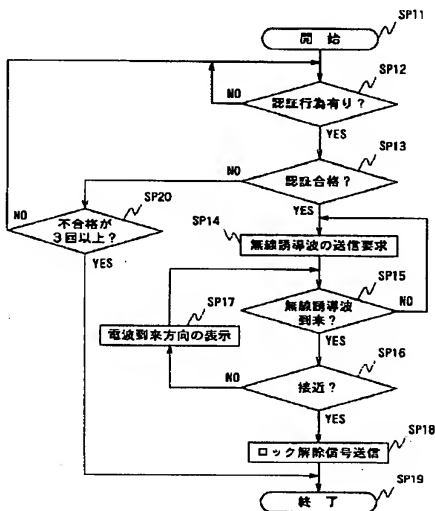 SP11
開 始
SP12
認証行為有り？
NO
YES
SP13
認証合格？
NO
YES
SP20
不合格が
3回以上？
NO
YES
SP14
無線誘導波の送信要求
SP15
無線誘導波
到来？
NO
YES
SP17
電波到来方向の表示
SP16
接近？
NO
YES
SP18
ロック解除信号送信
SP19
終 了